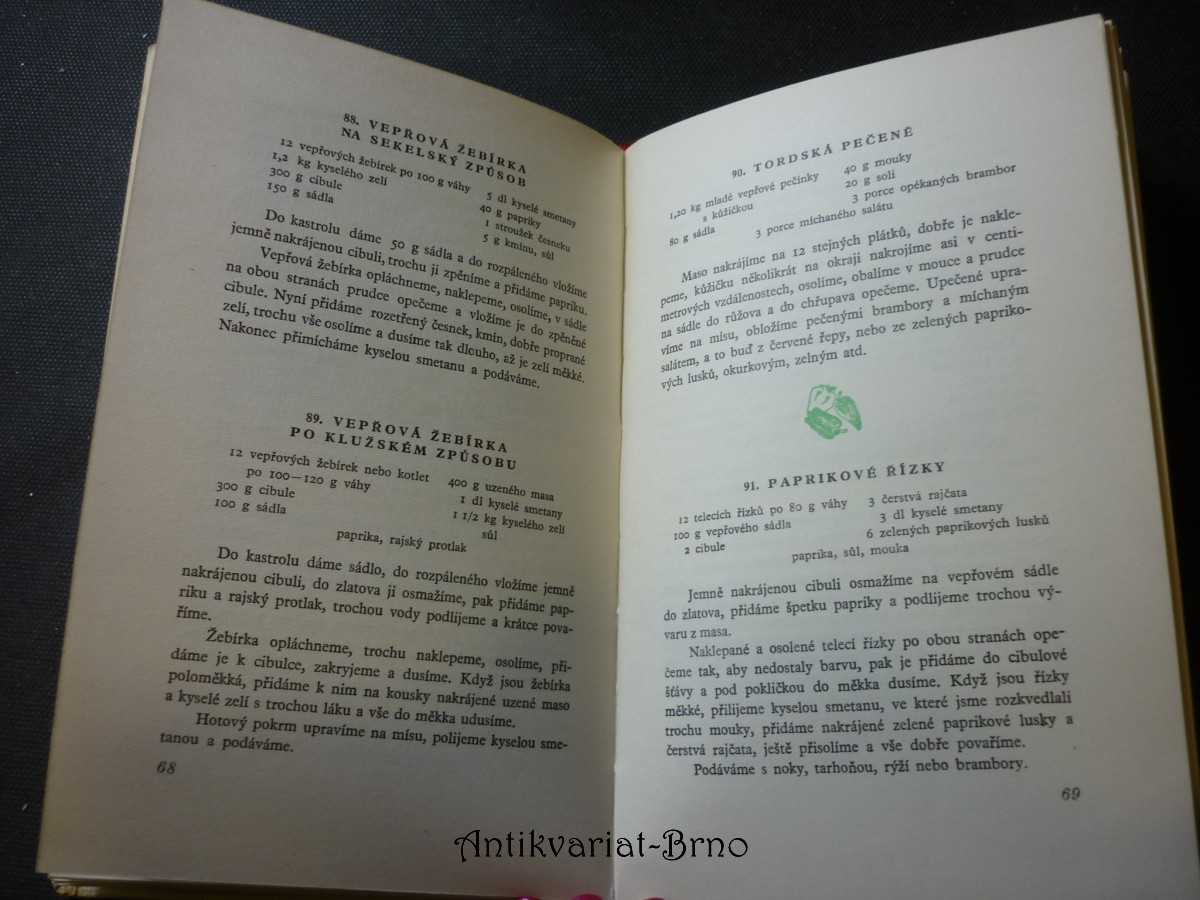 88. VEPŘOVÁ ŽEBÍRKA
NA SEKELSKÝ ZPŮSOB
12 vepřových žebírek po 100 g váhy
1,2 kg kyselého zelí
300 g cibule
150 g sádla
5 dl kyselé smetany
40 g papriky
1 stroužek česneku
5 g kmínu, sůl
Do kastrolu dáme 50 g sádla a do rozpáleného vložíme
jemně nakrájenou cibuli, trochu ji zpěníme a přidáme papriku.
Vepřová žebírka opláchneme, naklepeme, osolíme, v sádle
na obou stranách prudce opečeme a vložíme je do zpěněné
cibule. Nyní přidáme rozetřený česnek, kmín, dobře proprané
zelí, trochu vše osolíme a dusíme tak dlouho, až je zelí měkké.
Nakonec přimícháme kyselou smetanu a podáváme.
89. VEPŘOVÁ ŽEBÍRKA
PO KLUŽSKÉM ZPŮSOBU
12 vepřových žebírek nebo kotlet
po 100—120 g váhy
300 g cibule
100 g sádla
400 g uzeného masa
1 dl kyselé smetany
1 1/2 kg kyselého zelí
sůl
paprika, rajský protlak
Do kastrolu dáme sádlo, do rozpáleného vložíme jemně
nakrájenou cibuli, do zlatova ji osmažíme, pak přidáme pap-
riku a rajský protlak, trochou vody podlijeme a krátce pova-
říme.
Žebírka opláchneme, trochu naklepeme, osolíme, při-
dáme je k cibulce, zakryjeme a dusíme. Když jsou žebírka
poloměkká, přidáme k nim na kousky nakrájené uzené maso
a kyselé zelí s trochou láku a vše do měkka udusíme.
Hotový pokrm upravíme na mísu, polijeme kyselou sme-
tanou a podáváme.
68
90. TORDSKÁ PEČENĚ
1,20 kg mladé vepřové pečínky
s kůžičkou
80 g sádla
40 g mouky
20 g soli
3 porce opékaných brambor
3 porce míchaného salátu
Maso nakrájíme na 12 stejných plátků, dobře je nakle-
peme, kůžičku několikrát na okraji nakrojíme asi v centi-
metrových vzdálenostech, osolíme, obalíme v mouce a prudce
na sádle do růžova a do chřupava opečeme. Upečené upra-
víme na mísu, obložíme pečenými brambory a míchaným
salátem, a to buď z červené řepy, nebo ze zelených papriko-
vých lusků, okurkovým, zelným atd.
91. PAPRIKOVÉ ŘÍZKY
12 telecích řízků po 80 g váhy
100 g vepřového sádla
2 cibule
3 čerstvá rajčata
3 dl kyselé smetany
6 zelených paprikových lusků
paprika, sůl, mouka
Jemně nakrájenou cibuli osmažíme na vepřovém sádle
do zlatova, přidáme špetku papriky a podlijeme trochou vý-
varu z masa.
Naklepané a osolené telecí řízky po obou stranách ope-
čeme tak, aby nedostaly barvu, pak je přidáme do cibulové
šťávy a pod pokličkou do měkka dusíme. Když jsou řízky
měkké, přilijeme kyselou smetanu, ve které jsme rozkvedlali
trochu mouky, přidáme nakrájené zelené paprikové lusky a
čerstvá rajčata, ještě přisolíme a vše dobře povaříme.
Podáváme s noky, tarhoňou, rýží nebo brambory.
69
Antikvariat-Brno